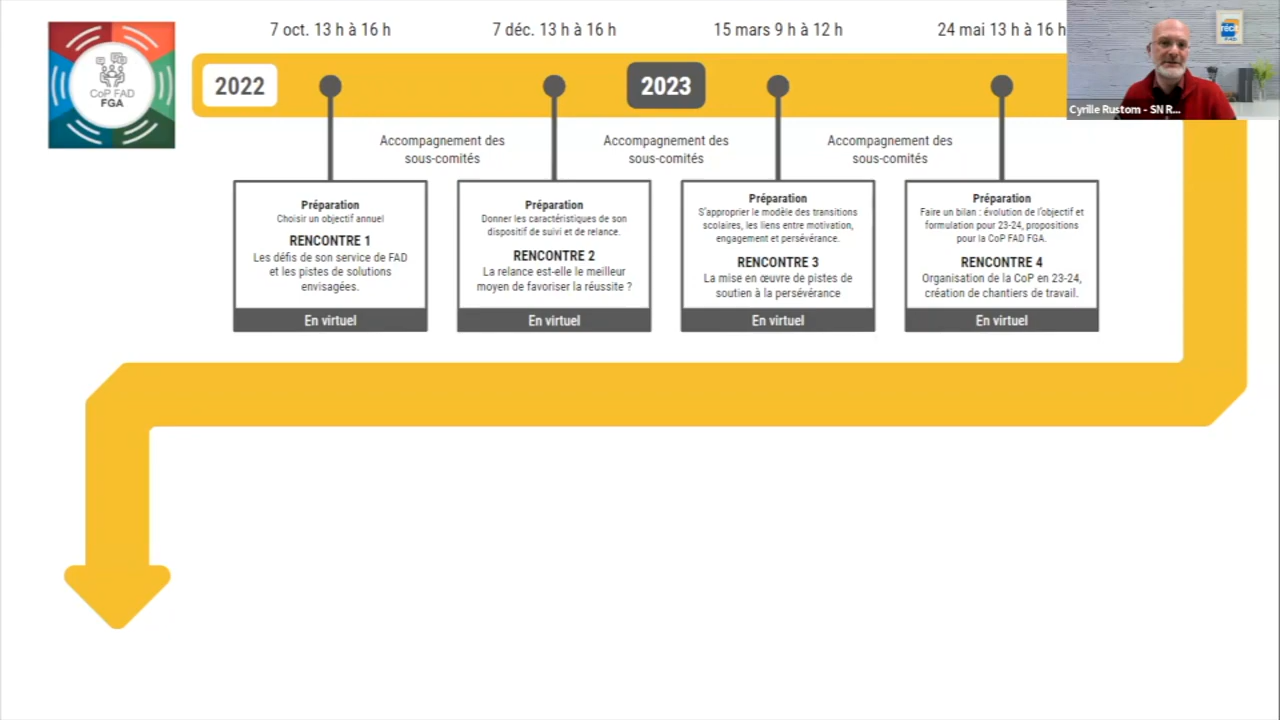 7 oct. 13 h à 16 h
7 déc. 13 h à 16 h
15 mars 9 h à 12 h
24 mai 13 h à 16 h
2022
2023
CoP FAD
FGA
Cyrille Rustom - SN R...
Accompagnement des
sous-comités
Accompagnement des
sous-comités
Accompagnement des
sous-comités
Préparation
Choisir un objectif annuel
RENCONTRE 1
Les défis de son service de FAD
et les pistes de solutions
envisagées.
En virtuel
Préparation
Donner les caractéristiques de son
dispositif de suivi et de relance.
RENCONTRE 2
La relance est-elle le meilleur
moyen de favoriser la réussite ?
En virtuel
Préparation
S'approprier le modèle des transitions
scolaires, les liens entre motivation,
engagement et persévérance.
RENCONTRE 3
La mise en œuvre de pistes de
soutien à la persévérance
En virtuel
Préparation
Faire un bilan : évolution de l'objectif et
formulation pour 23-24, propositions
pour la CoP FAD FGA.
RENCONTRE 4
Organisation de la CoP en 23-24,
création de chantiers de travail.
En virtuel